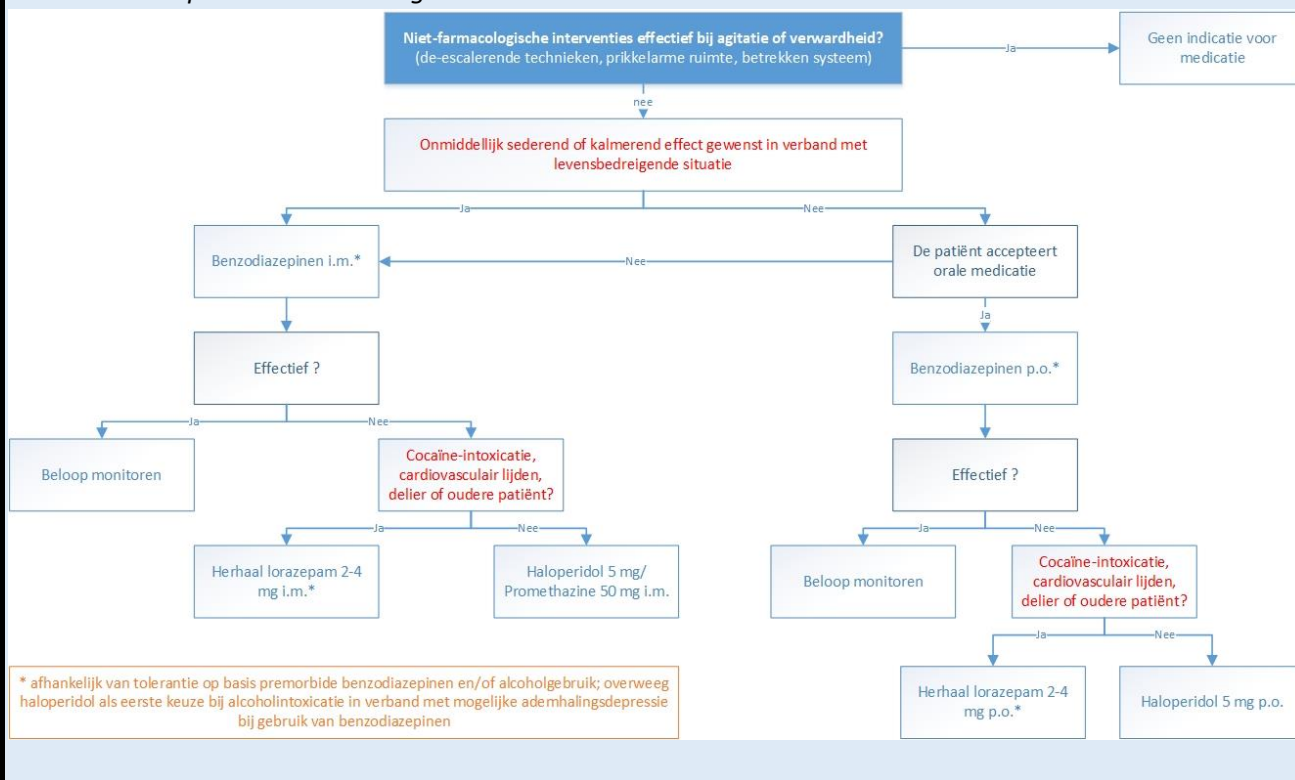 Niet-farmacologische interventies effectief bij agitatie of verwardheid?
(de-escalerende technieken, prikkelarme ruimte, betrekken systeem)
Ja
Geen indicatie voor
medicatie
nee
Onmiddellijk sederend of kalmerend effect gewenst in verband met
levensbedreigende situatie
Ja
Nee
Benzodiazepinen i.m.*
Nee
De patiënt accepteert
orale medicatie
Ja
Effectief ?
Benzodiazepinen p.o.*
Ja
Nee
Beloop monitoren
Cocaïne-intoxicatie,
cardiovasculair lijden,
delier of oudere patiënt?
Effectief ?
Ja
Nee
Ja
Nee
Herhaal lorazepam 2-4
mg i.m.*
Haloperidol 5 mg/
Promethazine 50 mg i.m.
Beloop monitoren
Cocaïne-intoxicatie,
cardiovasculair lijden,
delier of oudere patiënt?
Ja
Nee
* afhankelijk van tolerantie op basis premorbide benzodiazepinen en/of alcoholgebruik; overweeg
haloperidol als eerste keuze bij alcoholintoxicatie in verband met mogelijke ademhalingsdepressie
bij gebruik van benzodiazepinen
Herhaal lorazepam 2-4
mg p.o.*
Haloperidol 5 mg p.o.